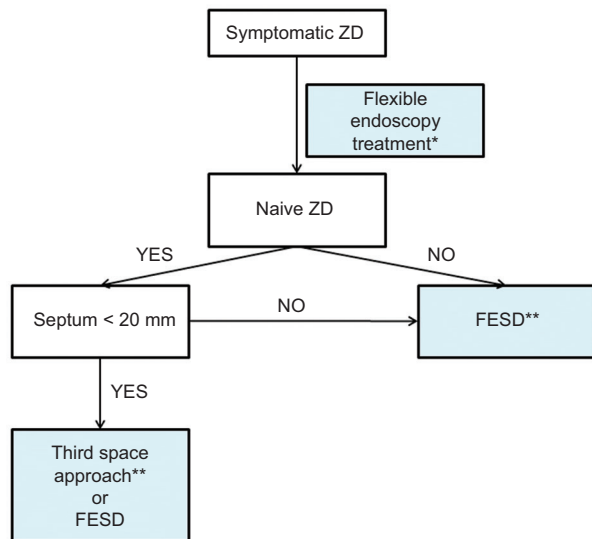 Symptomatic ZD
Flexible
endoscopy
treatment*
Naive ZD
YES
NO
Septum < 20 mm
NO
FESD**
YES
Third space
approach**
or
FESD